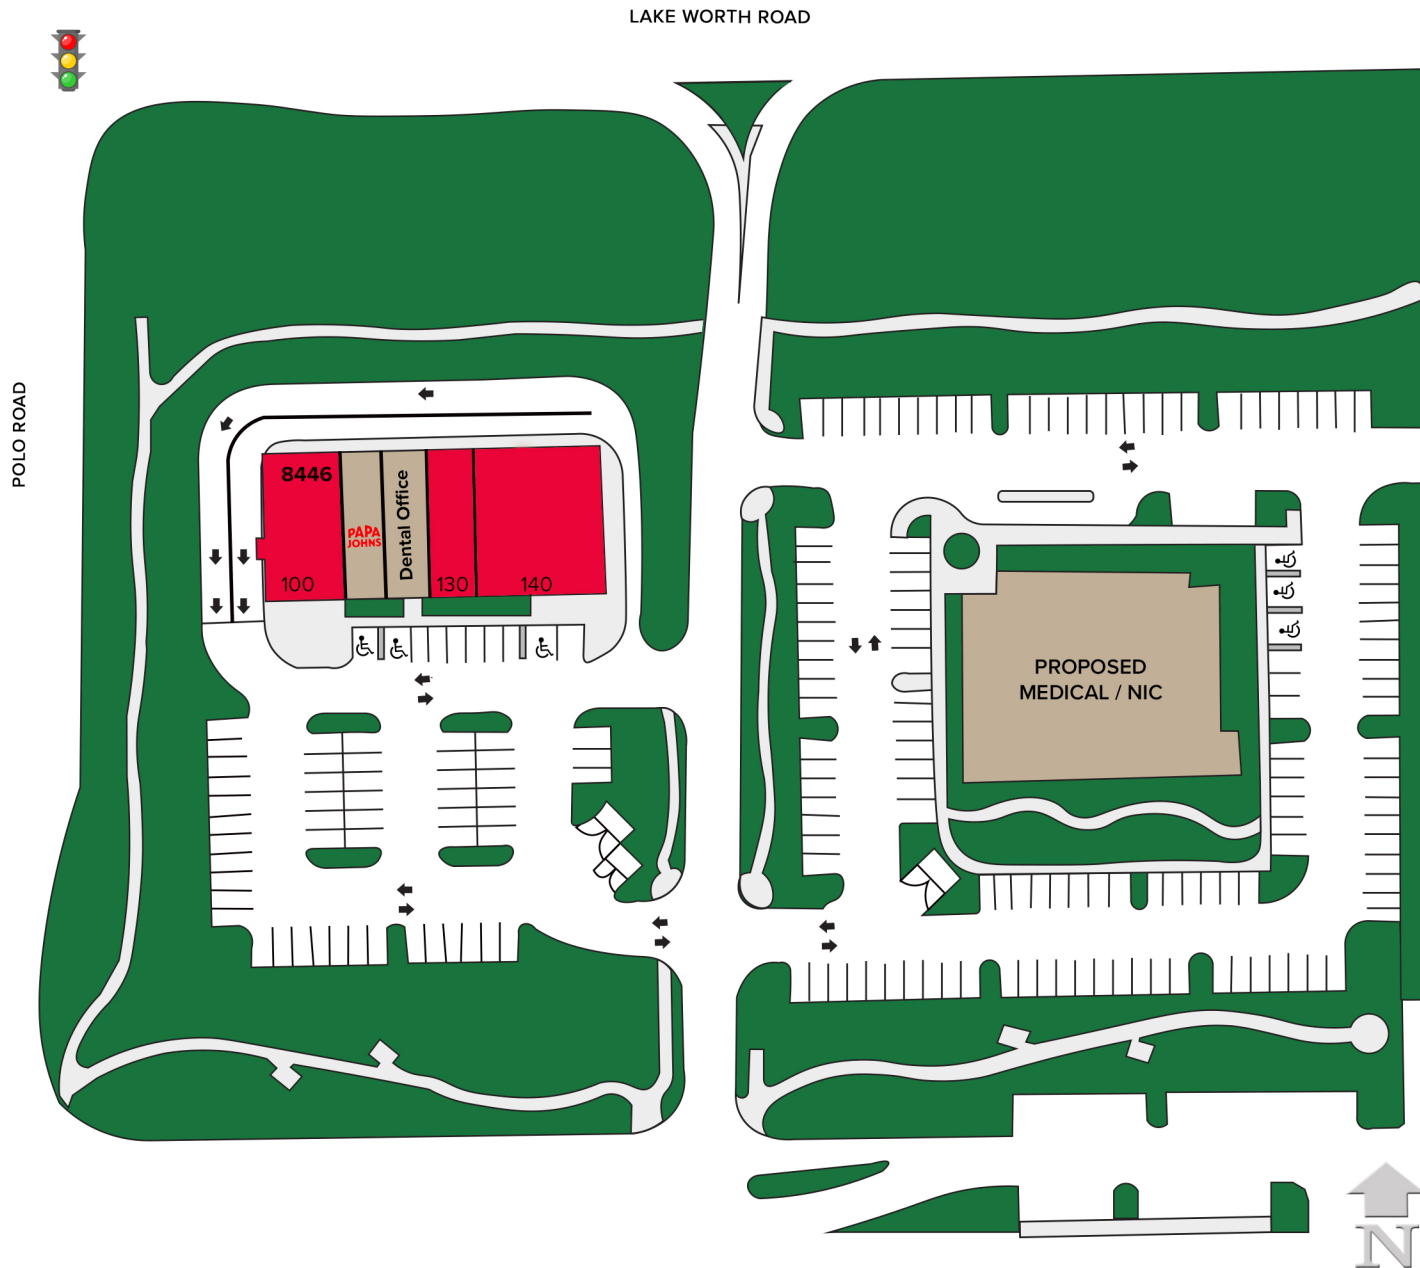 LAKE WORTH ROAD
POLO ROAD
8446
PAPA
JOHNS
Dental Office
100
130
140
PROPOSED
MEDICAL / NIC
N